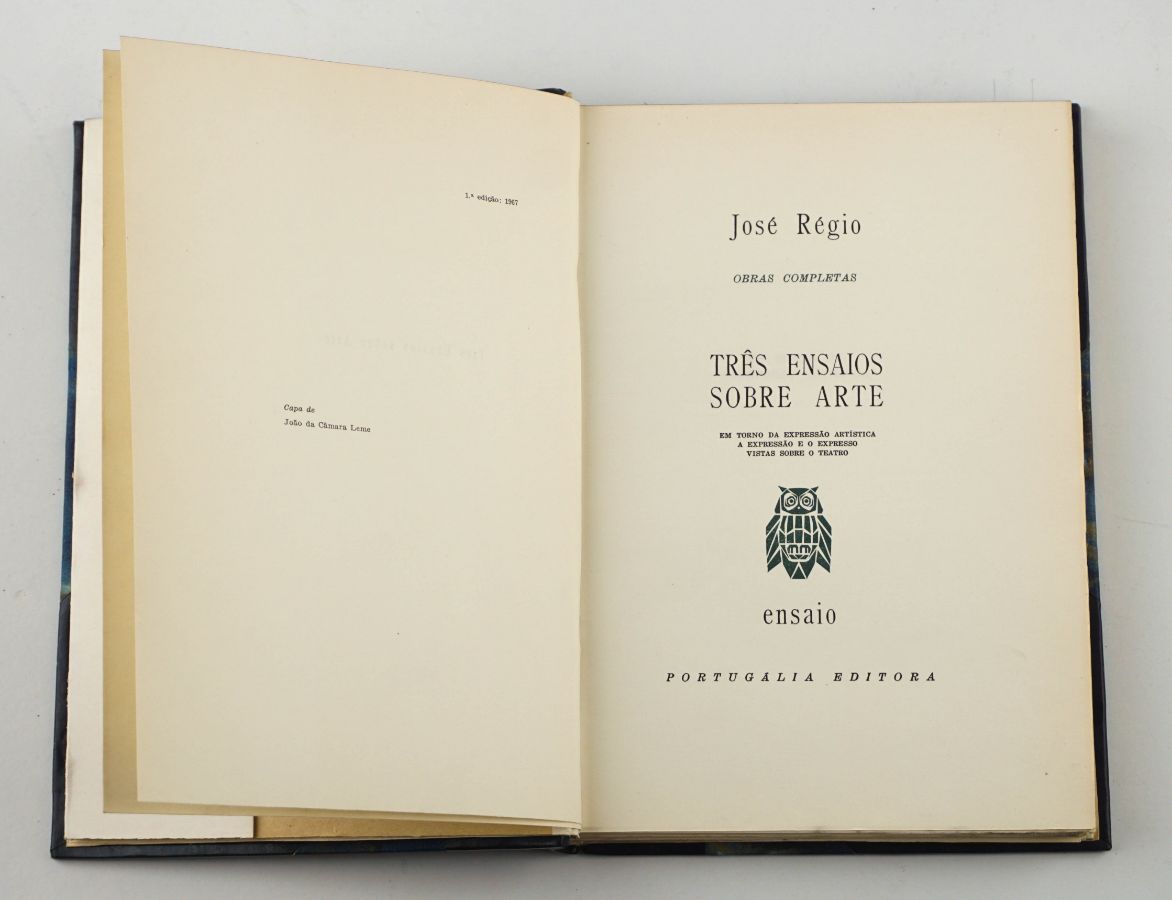 1.ª edição: 1967
Capa de
João da Câmara Leme
José Régio
OBRAS COMPLETAS
TRÊS ENSAIOS
SOBRE ARTE
EM TORNO DA EXPRESSÃO ARTÍSTICA
A EXPRESSÃO E O EXPRESSO
VISTAS SOBRE O TEATRO
ensaio
PORTUGÁLIA EDITORA